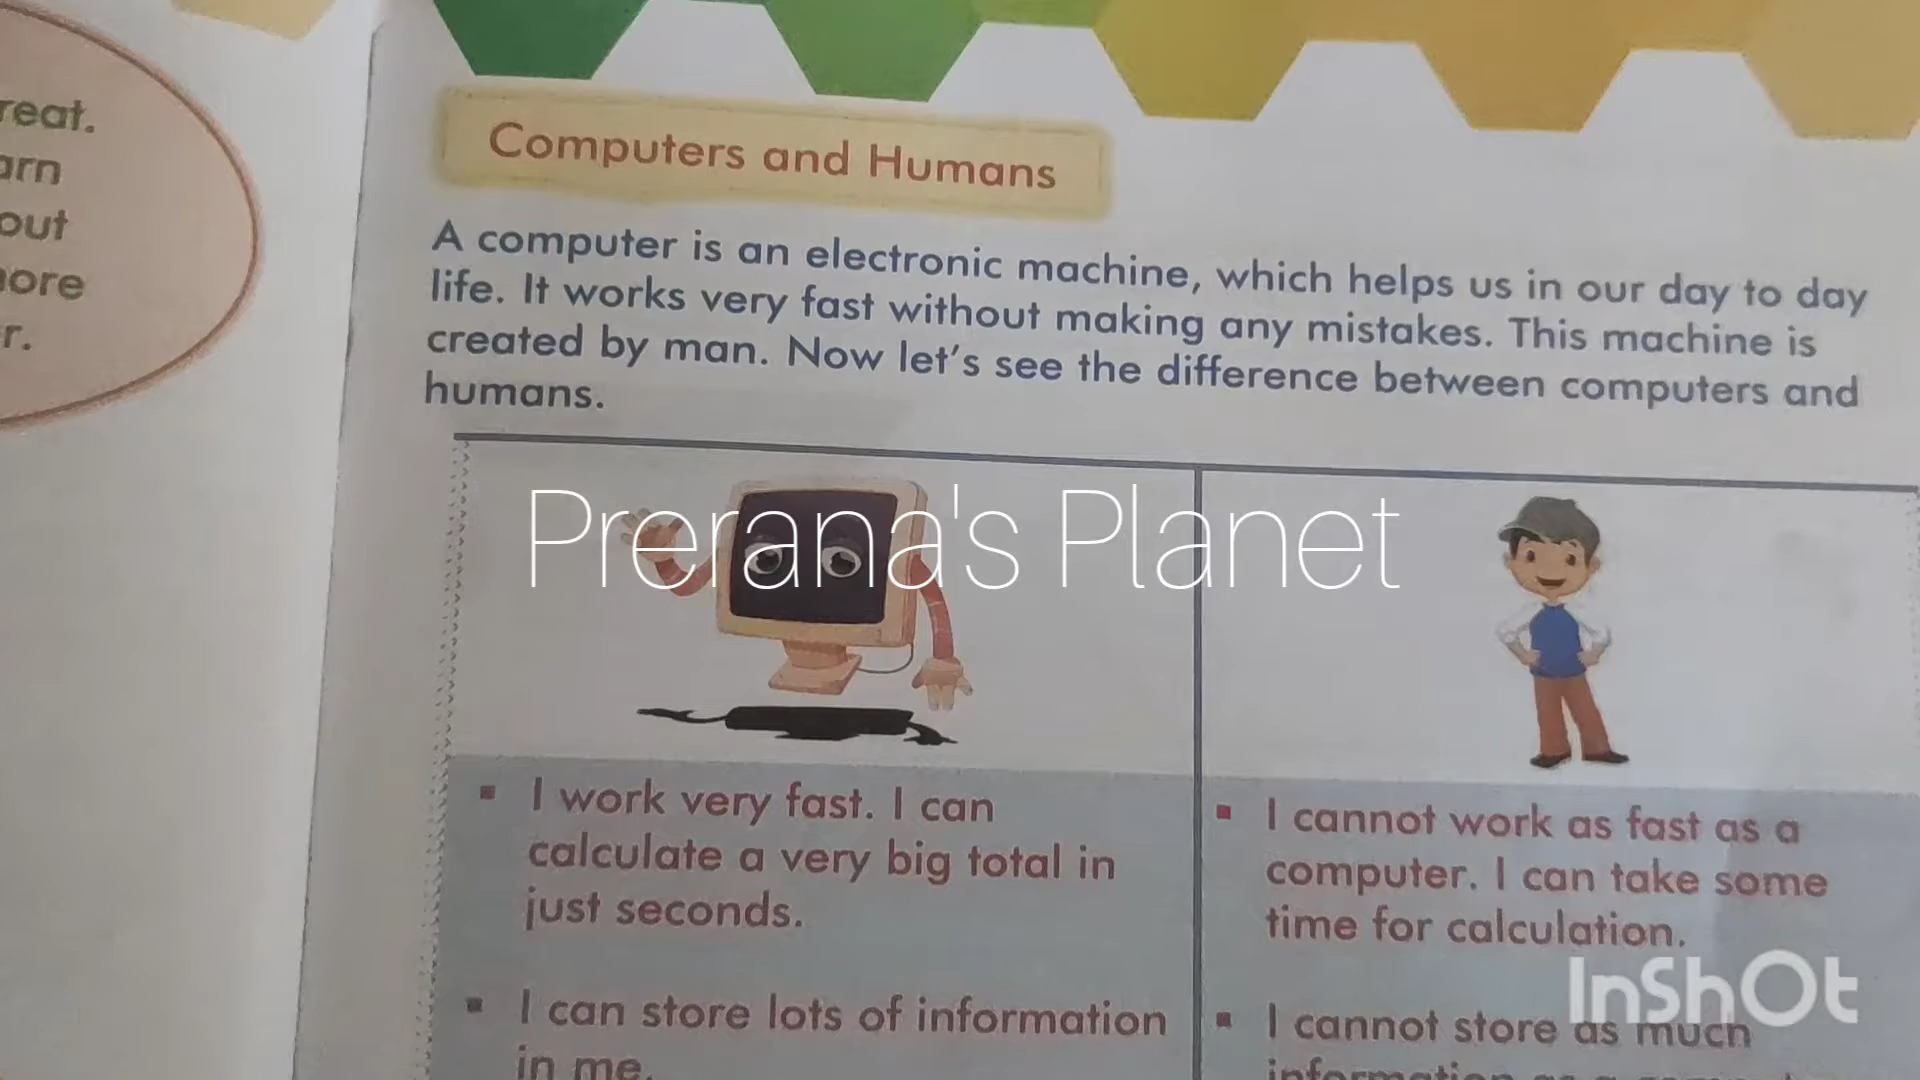 reat.
arn
out
ore
r.
Computers and Humans
A computer is an electronic machine, which helps us in our day to day
life. It works very fast without making any mistakes. This machine is
created by man. Now let's see the difference between computers and
humans.
Prerana's Planet
I work very fast. I can
calculate a very big total in
just seconds.
I can store lots of information
in me.
I cannot work as fast as a
computer. I can take some
time for calculation.
I cannot store as much
information as a
InShOt